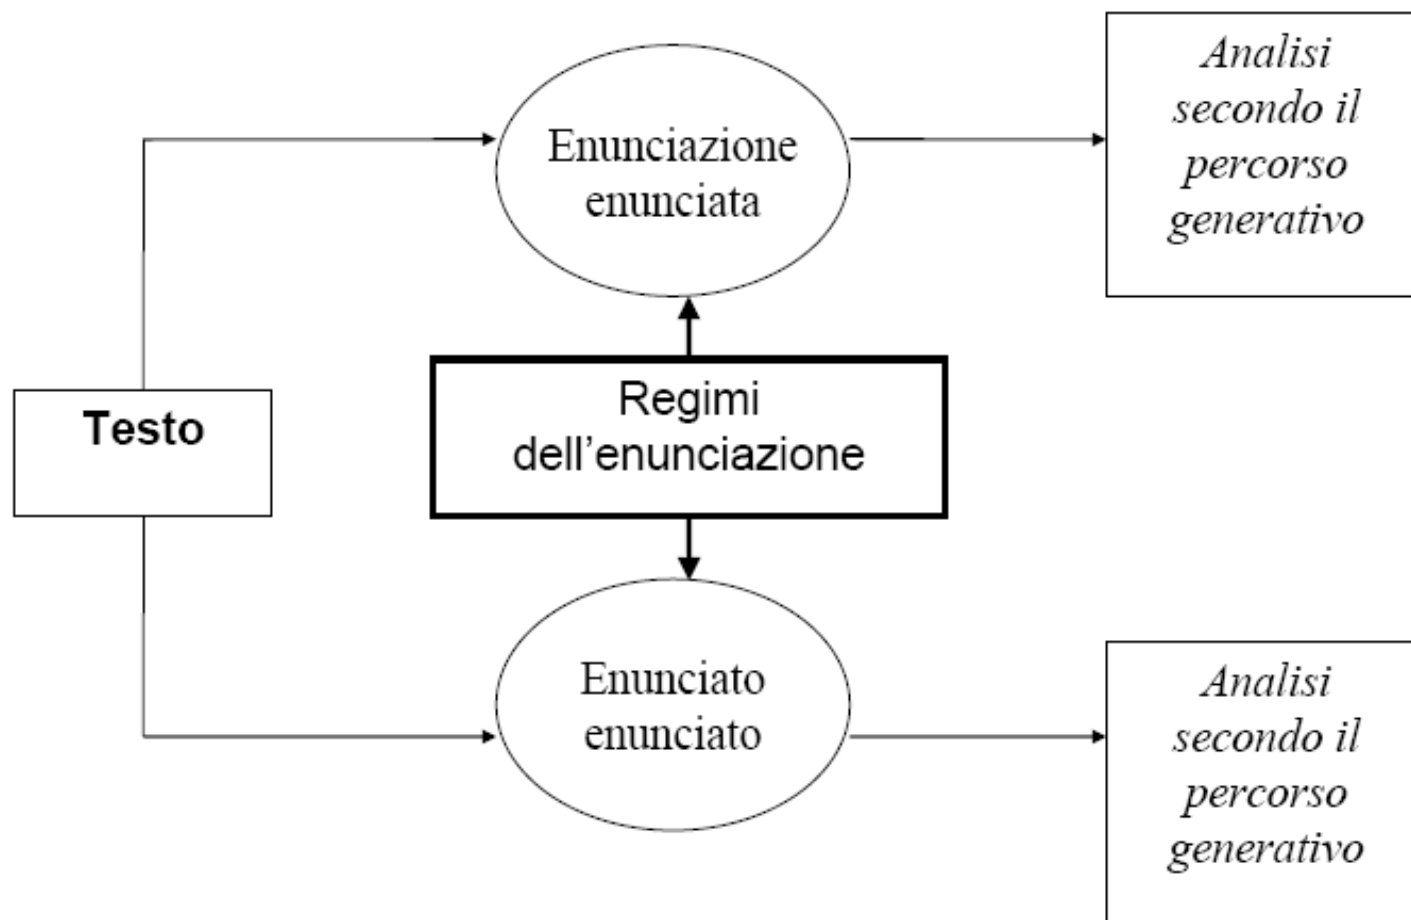 Analisi
secondo il
percorso
generativo
Enunciazione
enunciata
Regimi
dell’enunciazione
Testo
Enunciato
enunciato
Analisi
secondo il
percorso
generativo